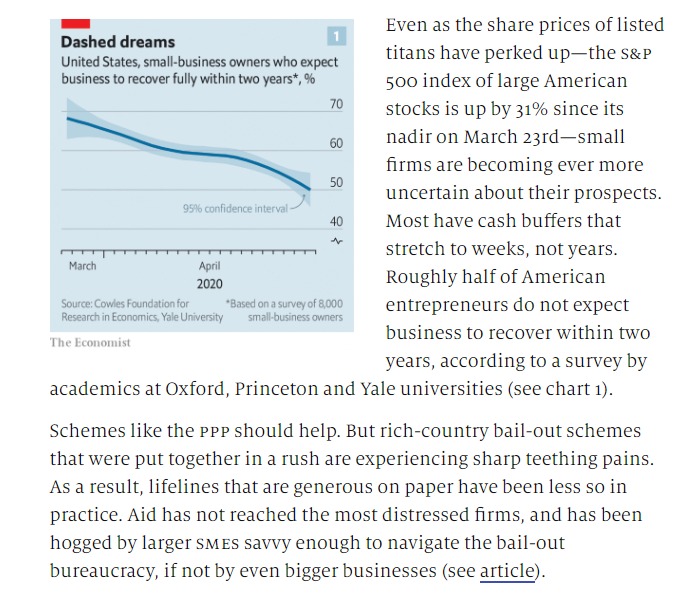 Dashed dreams
1
United States, small-business owners who expect
business to recover fully within two years*, %
70
60
50
95% confidence interval
40
March
April
2020
Source: Cowles Foundation for
Research in Economics, Yale University
*Based on a survey of 8,000
small-business owners
The Economist
Even as the share prices of listed
titans have perked up—the S&P
500 index of large American
stocks is up by 31% since its
nadir on March 23rd—small
firms are becoming ever more
uncertain about their prospects.
Most have cash buffers that
stretch to weeks, not years.
Roughly half of American
entrepreneurs do not expect
business to recover within two
years, according to a survey by
academics at Oxford, Princeton and Yale universities (see chart 1).
Schemes like the PPP should help. But rich-country bail-out schemes
that were put together in a rush are experiencing sharp teething pains.
As a result, lifelines that are generous on paper have been less so in
practice. Aid has not reached the most distressed firms, and has been
hogged by larger SMES savvy enough to navigate the bail-out
bureaucracy, if not by even bigger businesses (see article).